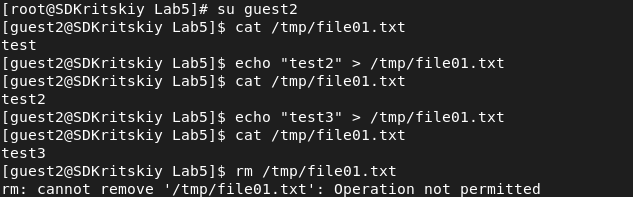 [root@SDKritskiy Lab5]# su guest2
[guest2@SDKritskiy Lab5]$ cat /tmp/file01.txt
test
[guest2@SDKritskiy Lab5]$ echo "test2" > /tmp/file01.txt
[guest2@SDKritskiy Lab5]$ cat /tmp/file01.txt
test2
[guest2@SDKritskiy Lab5]$ echo "test3" > /tmp/file01.txt
[guest2@SDKritskiy Lab5]$ cat /tmp/file01.txt
test3
[guest2@SDKritskiy Lab5]$ rm /tmp/file01.txt
rm: cannot remove '/tmp/file01.txt': Operation not permitted